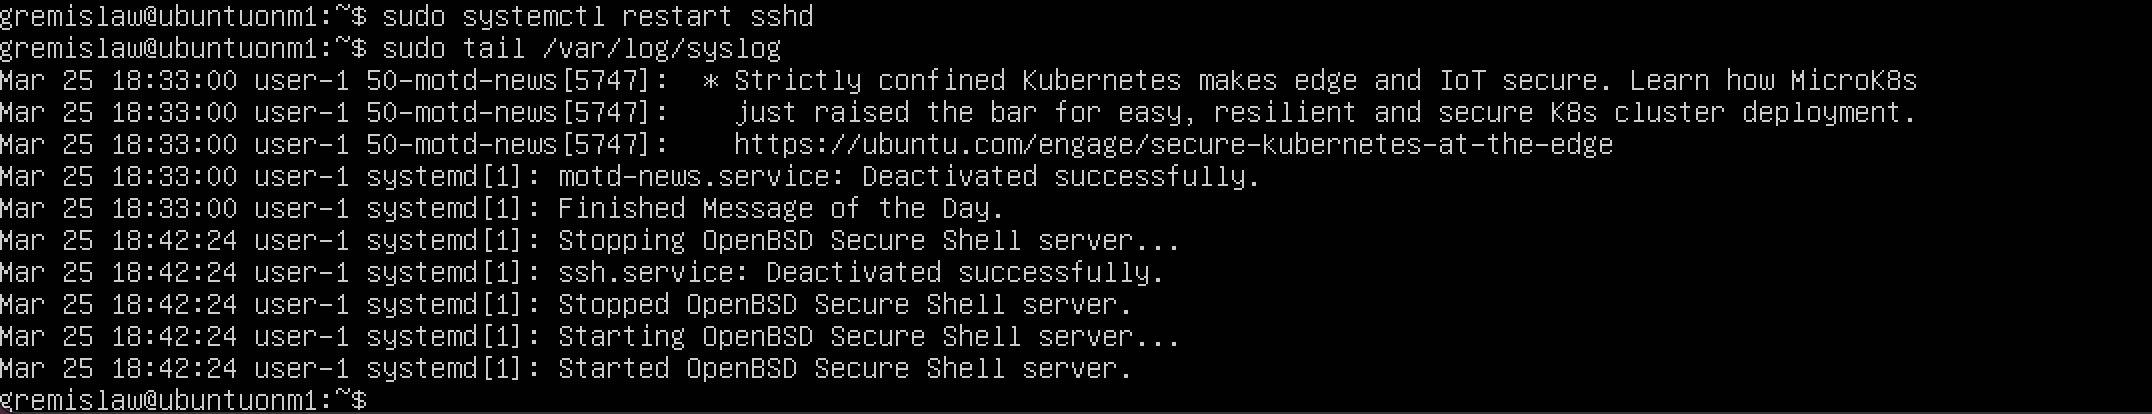 gremislaw@ubuntuonm1:~$ sudo systemctl restart sshd
gremislaw@ubuntuonm1:~$ sudo tail /var/log/syslog
Mar 25 18:33:00 user-1 50-motd-news[5747]:  * Strictly confined Kubernetes makes edge and IoT secure. Learn how MicroK8s
Mar 25 18:33:00 user-1 50-motd-news[5747]:    just raised the bar for easy, resilient and secure K8s cluster deployment.
Mar 25 18:33:00 user-1 50-motd-news[5747]:    https://ubuntu.com/engage/secure-kubernetes-at-the-edge
Mar 25 18:33:00 user-1 systemd[1]: motd-news.service: Deactivated successfully.
Mar 25 18:33:00 user-1 systemd[1]: Finished Message of the Day.
Mar 25 18:42:24 user-1 systemd[1]: Stopping OpenBSD Secure Shell server...
Mar 25 18:42:24 user-1 systemd[1]: ssh.service: Deactivated successfully.
Mar 25 18:42:24 user-1 systemd[1]: Stopped OpenBSD Secure Shell server.
Mar 25 18:42:24 user-1 systemd[1]: Starting OpenBSD Secure Shell server...
Mar 25 18:42:24 user-1 systemd[1]: Started OpenBSD Secure Shell server.
gremislaw@ubuntuonm1:~$